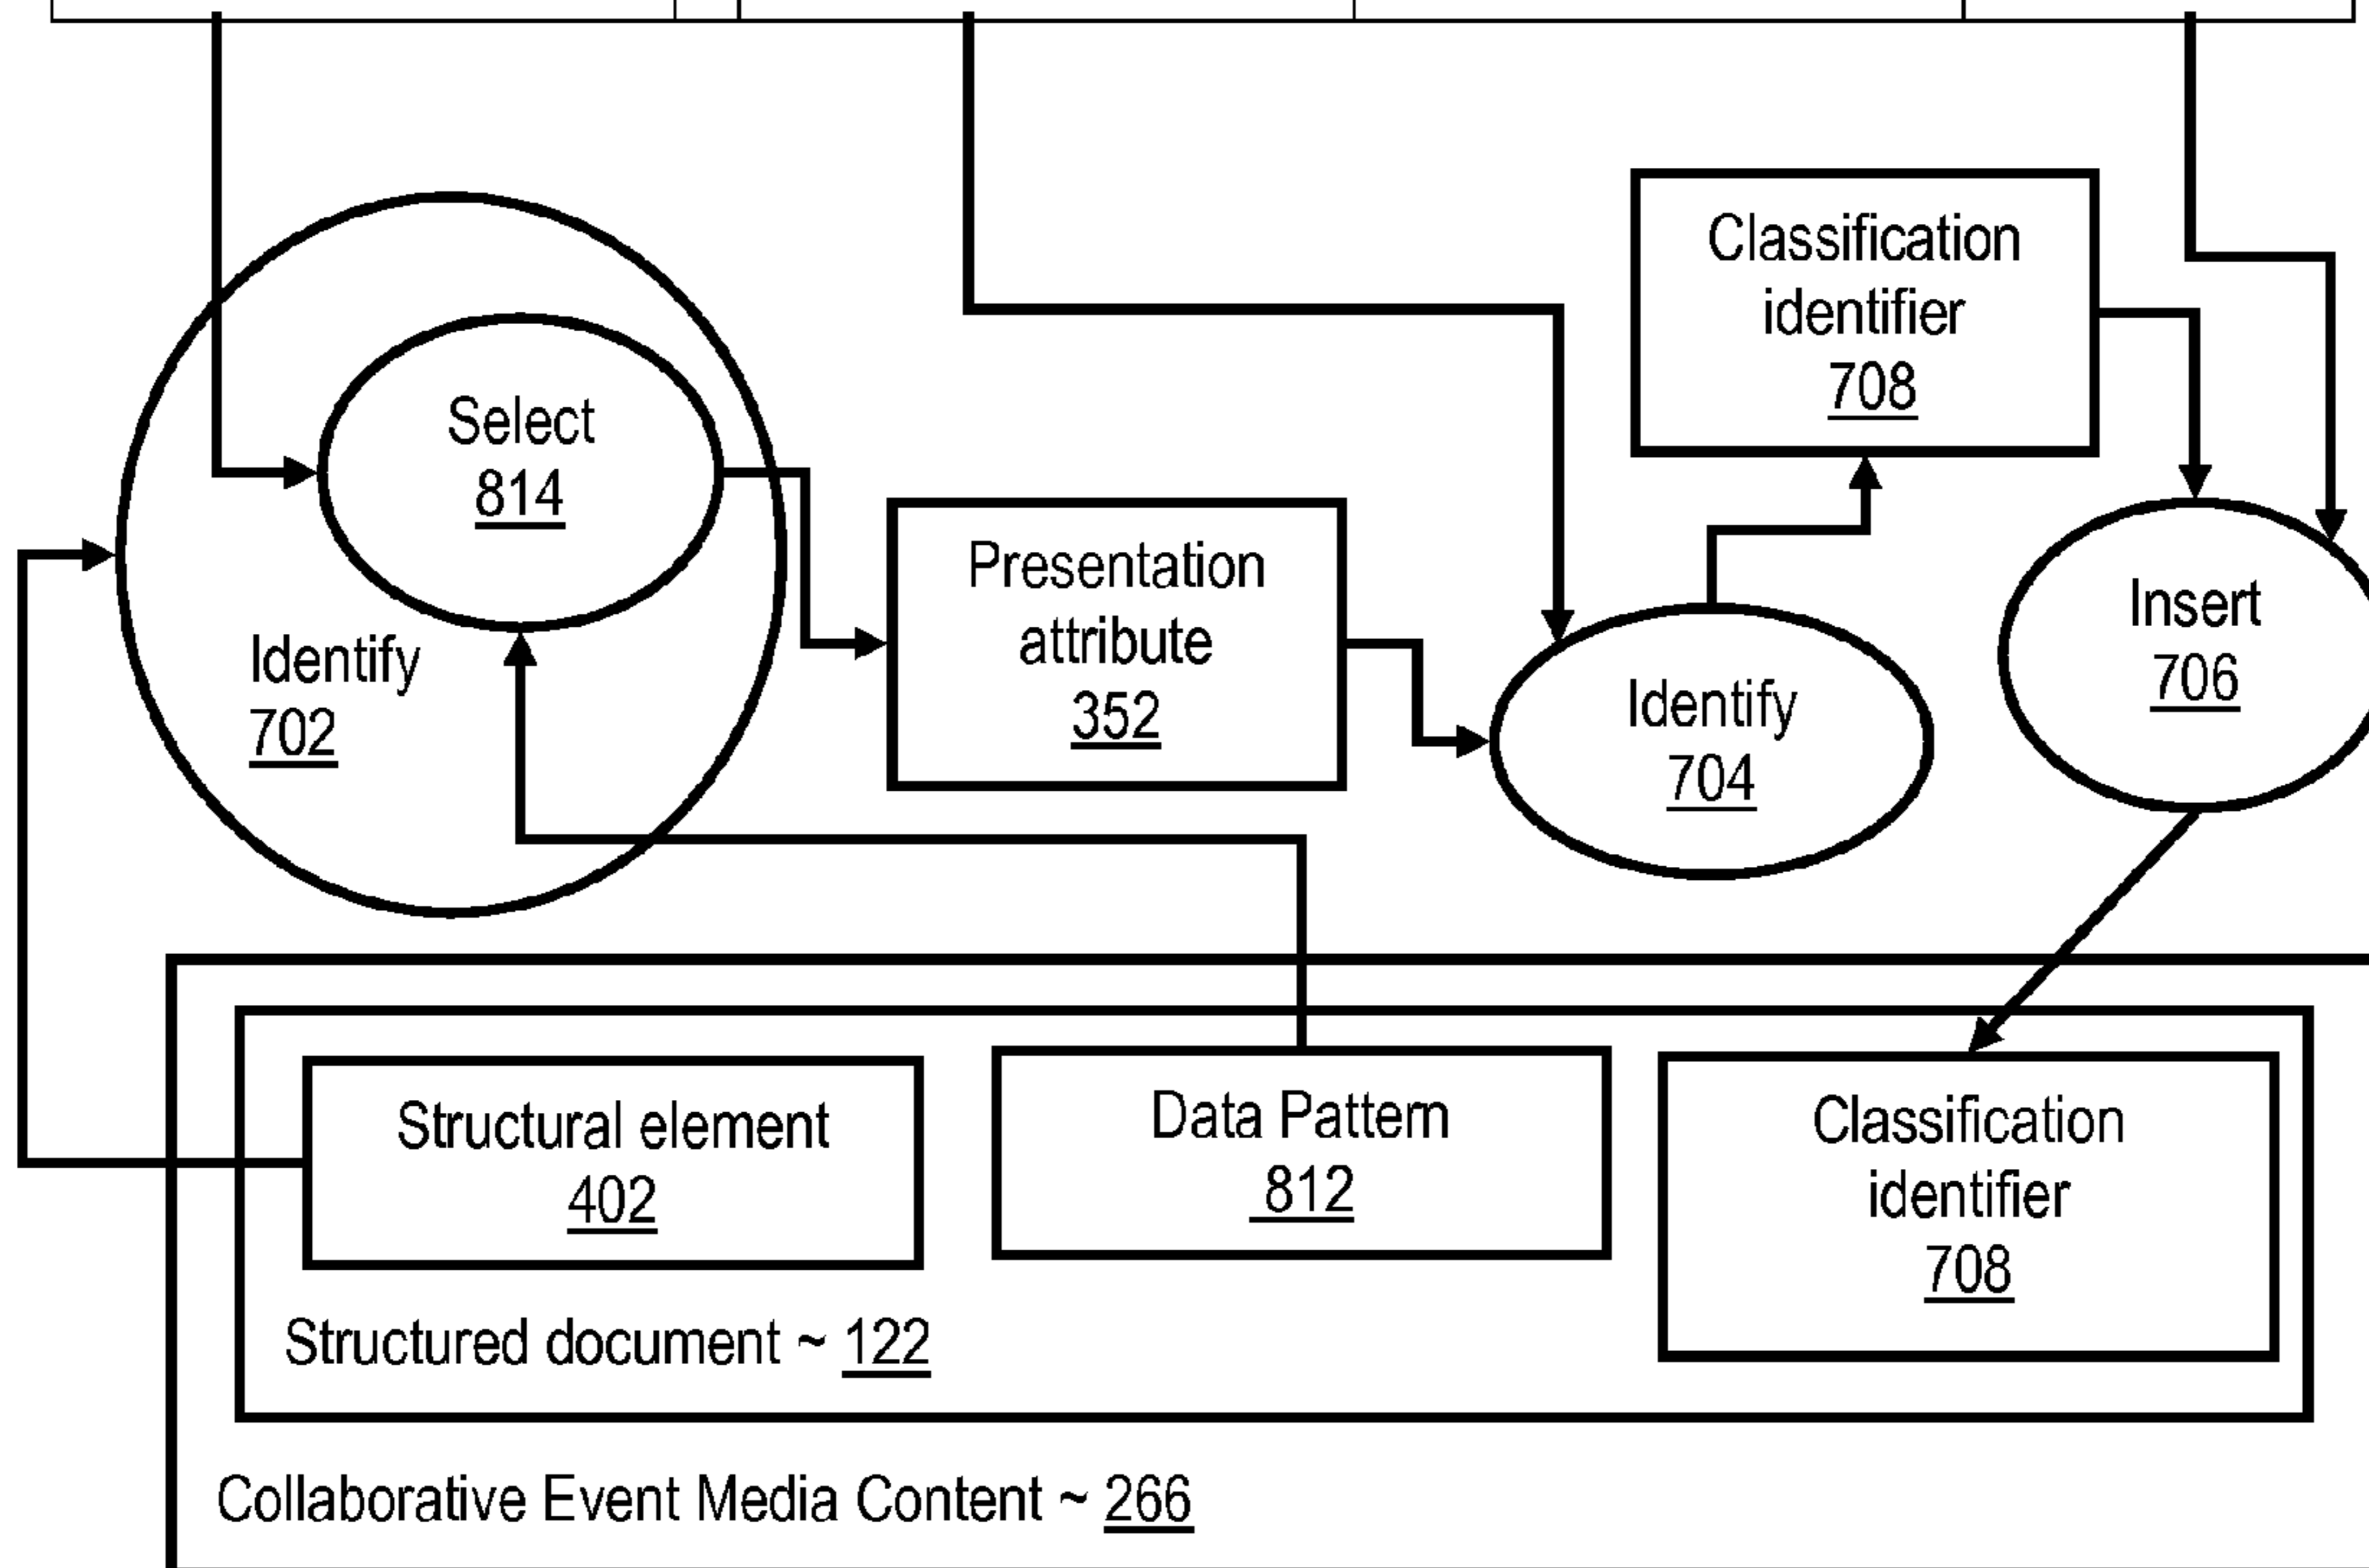 Classification
identifier
708
Select
814
Presentation
attribute
352
Insert
706
Identify
702
Identify
704
Structural element
402
Data Pattern
812
Classification
identifier
708
Structured document ~ 122
Collaborative Event Media Content ~ 266